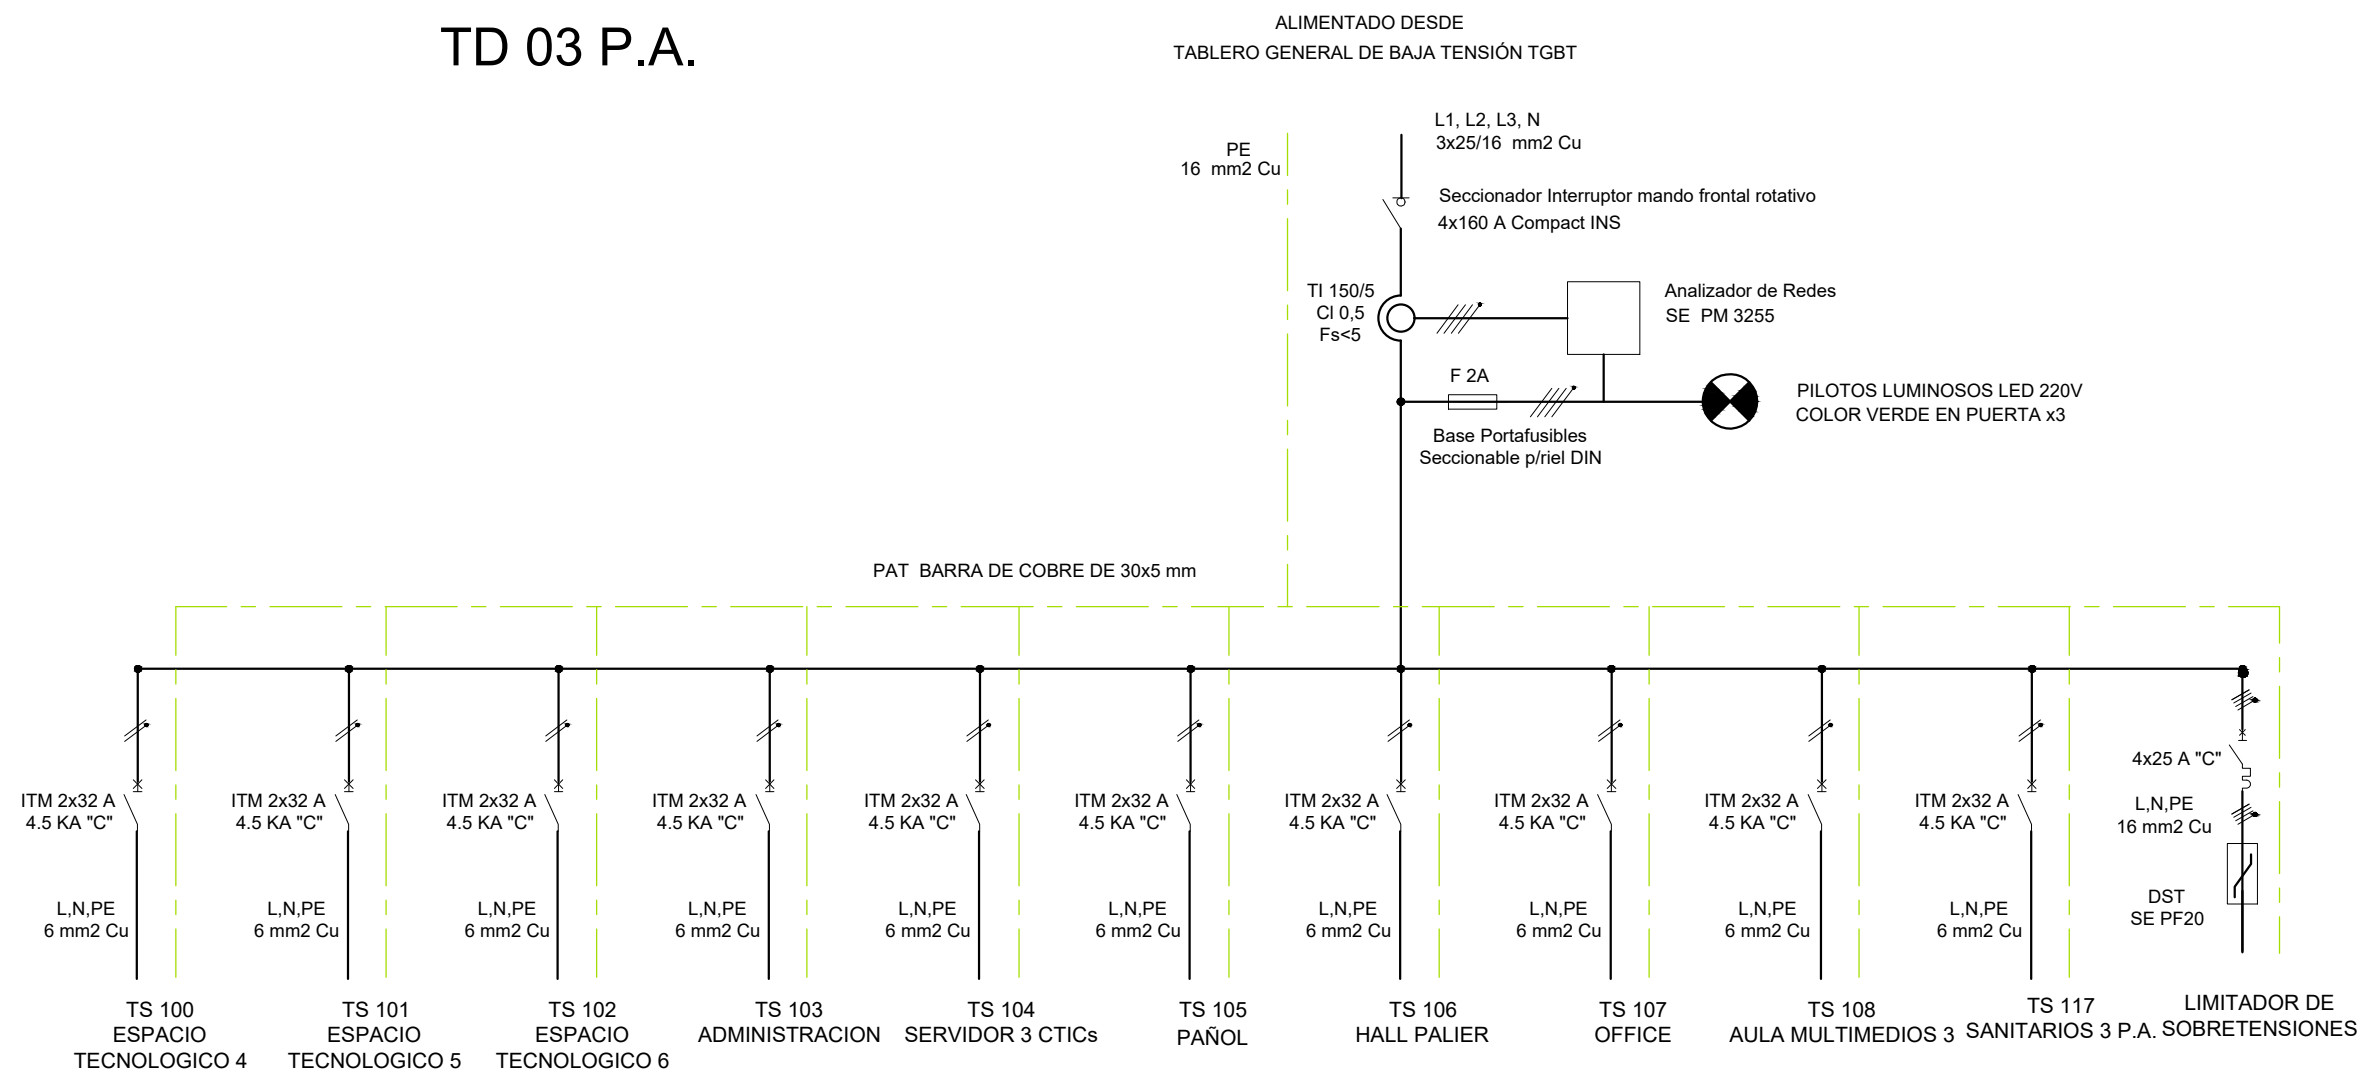 TD 03 P.A.
ALIMENTADO DESDE
TABLERO GENERAL DE BAJA TENSIÓN TGBT
L1, L2, L3, N
3x25/16 mm2 Cu
PE
16 mm2 Cu
Seccionador Interruptor mando frontal rotativo
4x160 A Compact INS
TI 150/5
Cl 0,5
Fs<5
Analizador de Redes
SE PM 3255
F 2A
PILOTOS LUMINOSOS LED 220V
COLOR VERDE EN PUERTA x3
Base Portafusibles
Seccionable p/riel DIN
PAT BARRA DE COBRE DE 30x5 mm
ITM 2x32 A
4.5 KA "C"
L,N,PE
6 mm2 Cu
TS 100
ESPACIO
TECNOLOGICO 4
ITM 2x32 A
4.5 KA "C"
L,N,PE
6 mm2 Cu
TS 101
ESPACIO
TECNOLOGICO 5
ITM 2x32 A
4.5 KA "C"
L,N,PE
6 mm2 Cu
TS 102
ESPACIO
TECNOLOGICO 6
ITM 2x32 A
4.5 KA "C"
L,N,PE
6 mm2 Cu
TS 103
ADMINISTRACION
ITM 2x32 A
4.5 KA "C"
L,N,PE
6 mm2 Cu
TS 104
SERVIDOR 3 CTICs
ITM 2x32 A
4.5 KA "C"
L,N,PE
6 mm2 Cu
TS 105
PAÑOL
ITM 2x32 A
4.5 KA "C"
L,N,PE
6 mm2 Cu
TS 106
HALL PALIER
ITM 2x32 A
4.5 KA "C"
L,N,PE
6 mm2 Cu
TS 107
OFFICE
ITM 2x32 A
4.5 KA "C"
L,N,PE
6 mm2 Cu
TS 108
AULA MULTIMEDIOS 3
ITM 2x32 A
4.5 KA "C"
L,N,PE
6 mm2 Cu
TS 117
SANITARIOS 3 P.A.
4x25 A "C"
L,N,PE
16 mm2 Cu
DST
SE PF20
LIMITADOR DE
SOBRETENSIONES